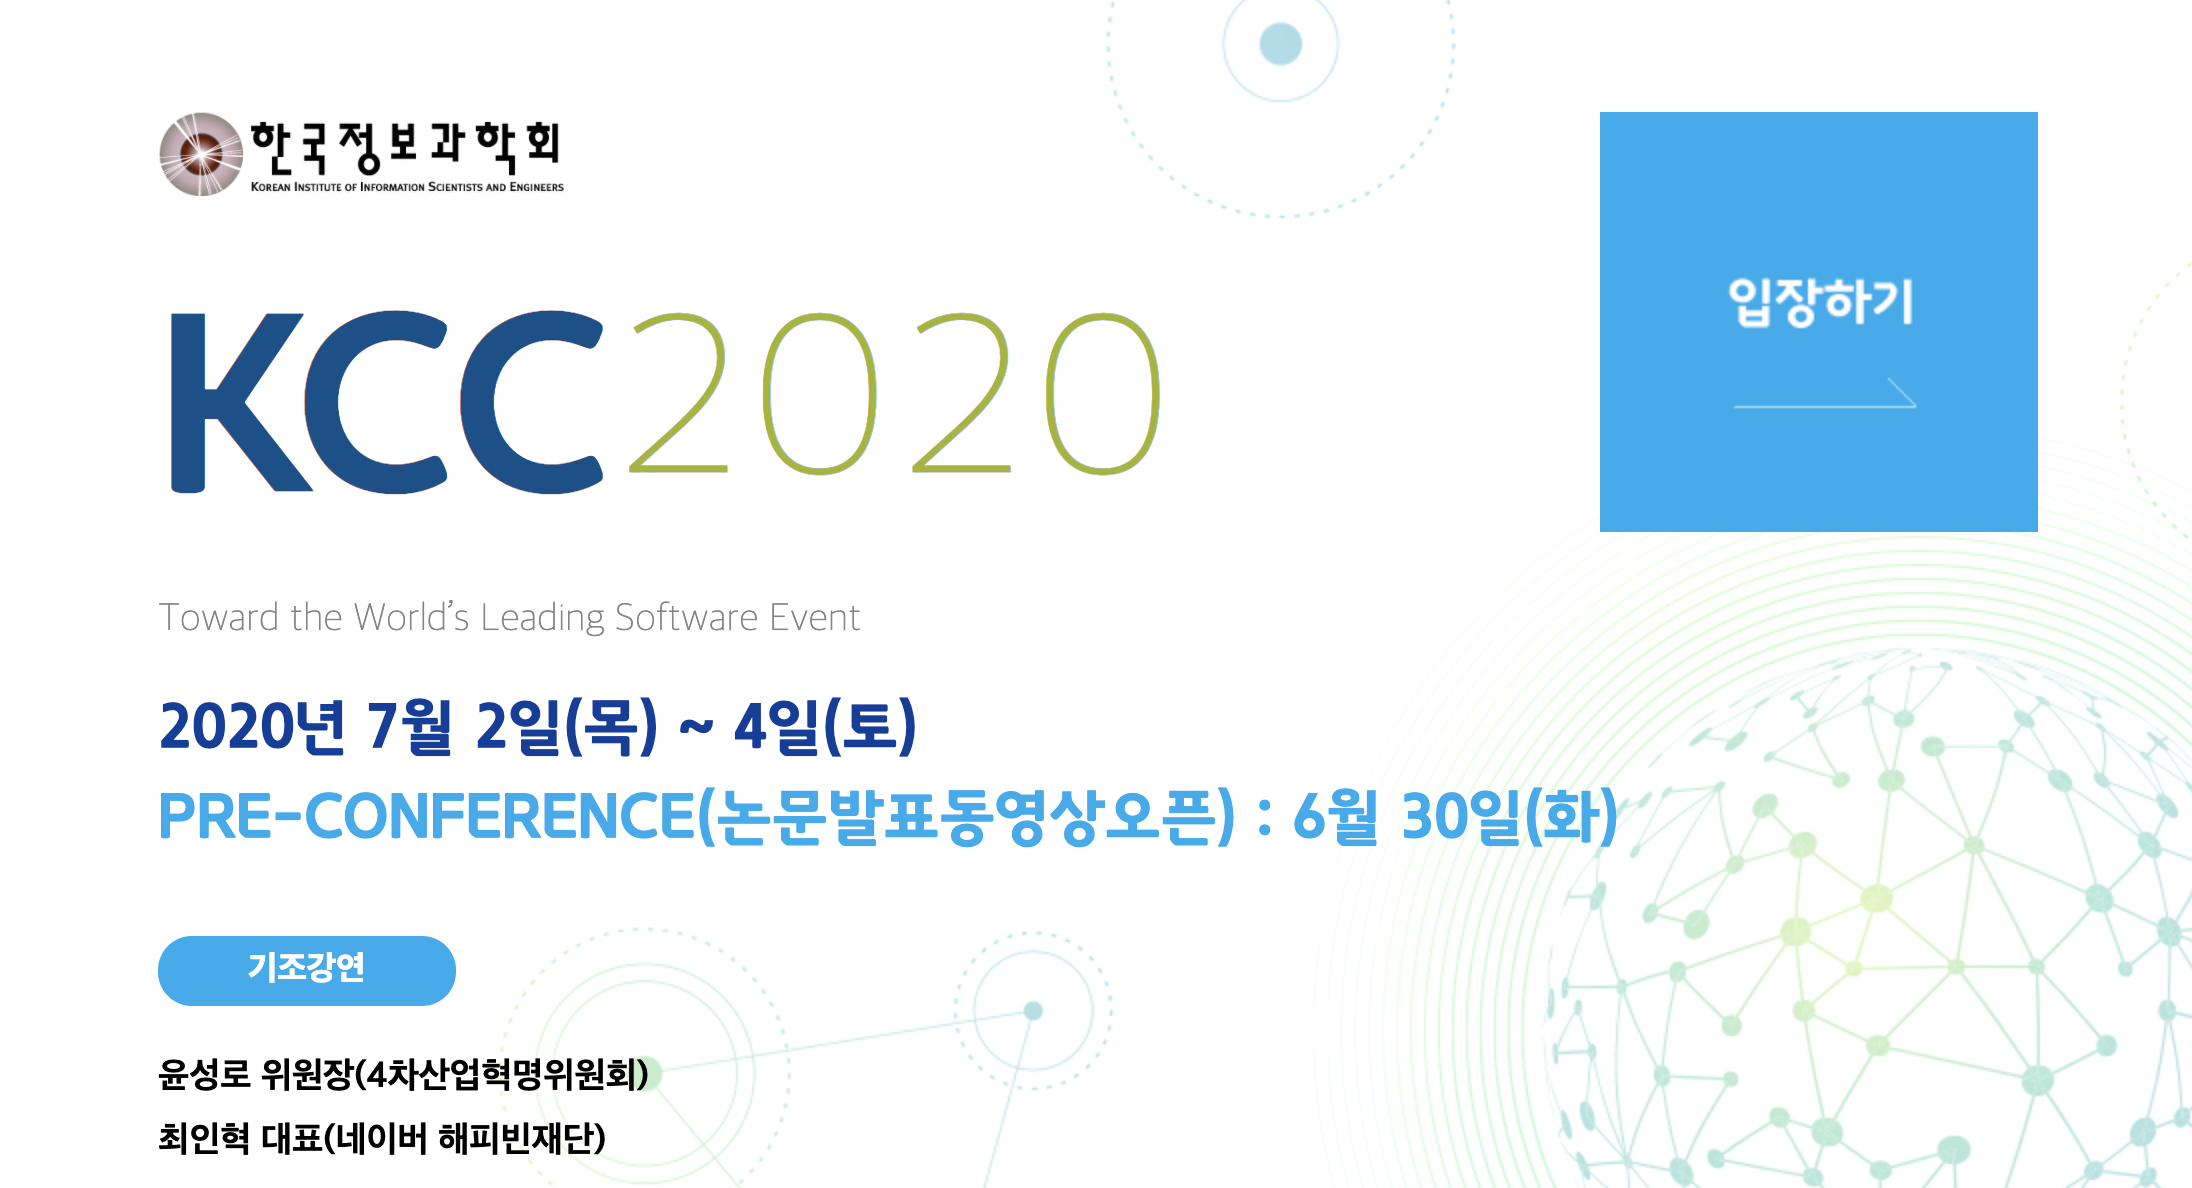 한국정보과학회
KOREAN INSTITUTE OF INFORMATION SCIENTISTS AND ENGINEERS
입장하기
KCC2020
Toward the World’s Leading Software Event
2020년 7월 2일(목) ~ 4일(토)
PRE-CONFERENCE(논문발표동영상오픈) : 6월 30일(화)
기조강연
윤성로 위원장(4차산업혁명위원회)
최인혁 대표(네이버 해피빈재단)